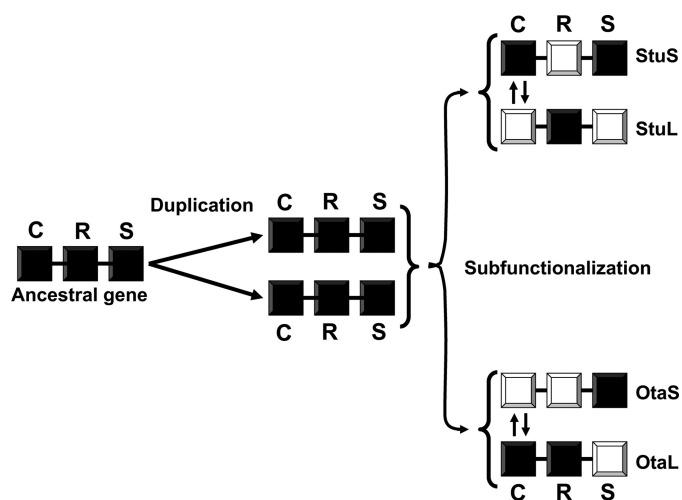 C R S
StuS
StuL
Duplication
C R S
C R S
Ancestral gene
Subfunctionalization
C R S
OtaS
OtaL
C R S